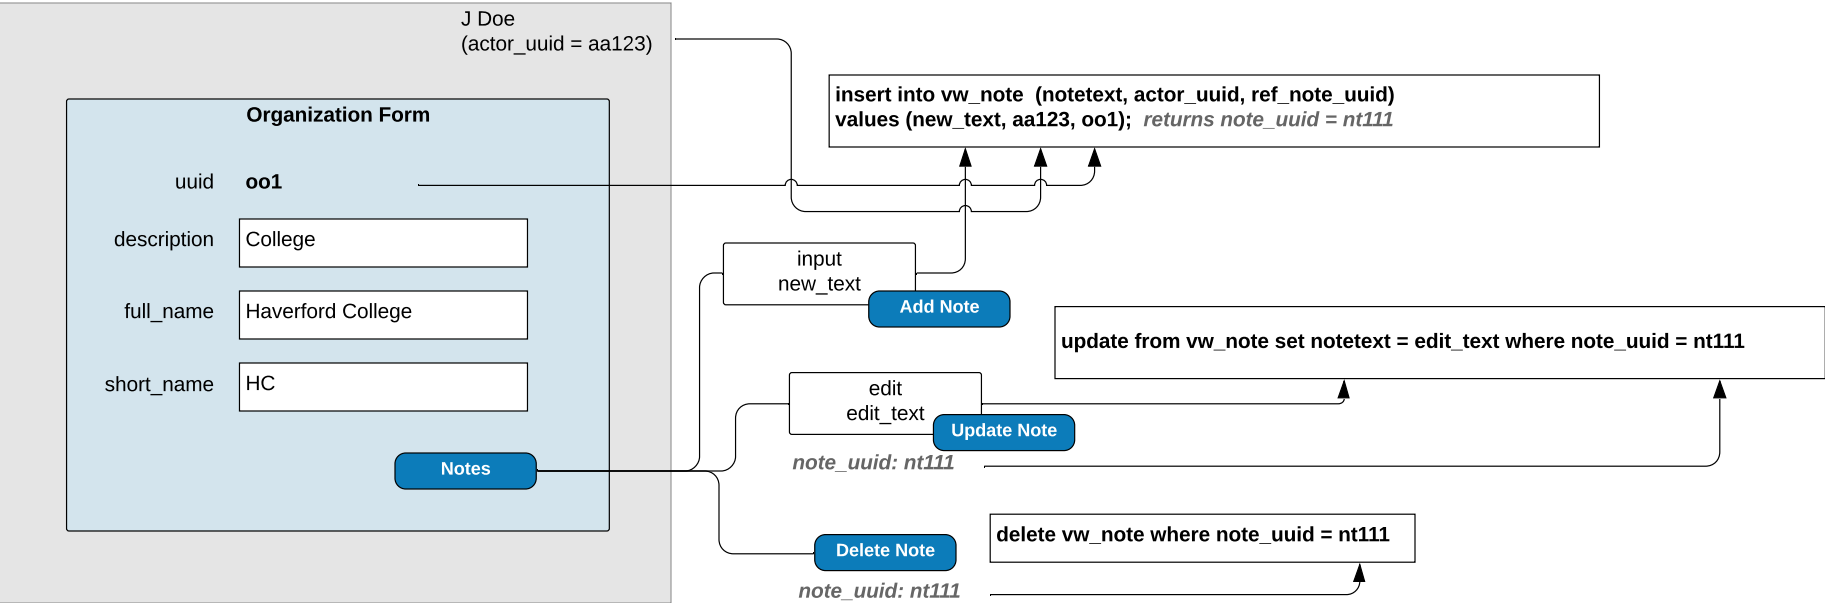 J Doe
(actor_uuid = aa123)
insert into vw_note  (notetext, actor_uuid, ref_note_uuid)
values (new_text, aa123, oo1);  returns note_uuid = nt111
Organization Form
uuid oo1
description College
full_name Haverford College
short_name HC
Notes
input
new_text
Add Note
update from vw_note set notetext = edit_text where note_uuid = nt111
edit
edit_text
Update Note
note_uuid: nt111
delete vw_note where note_uuid = nt111
Delete Note
note_uuid: nt111